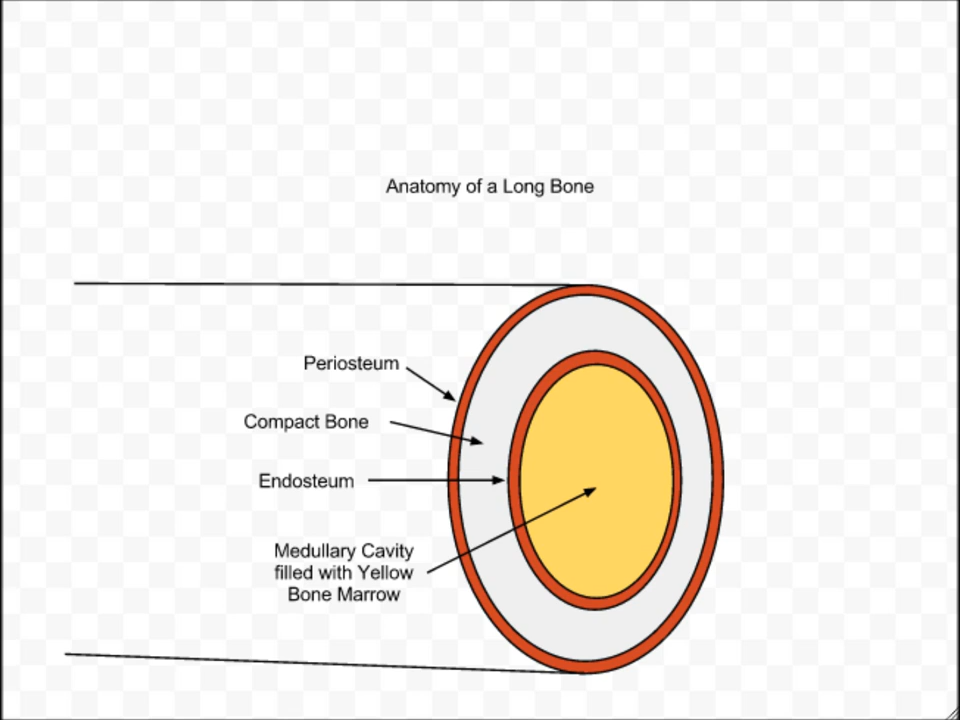 Anatomy of a Long Bone
Periosteum
Compact Bone
Endosteum
Medullary Cavity
filled with Yellow
Bone Marrow